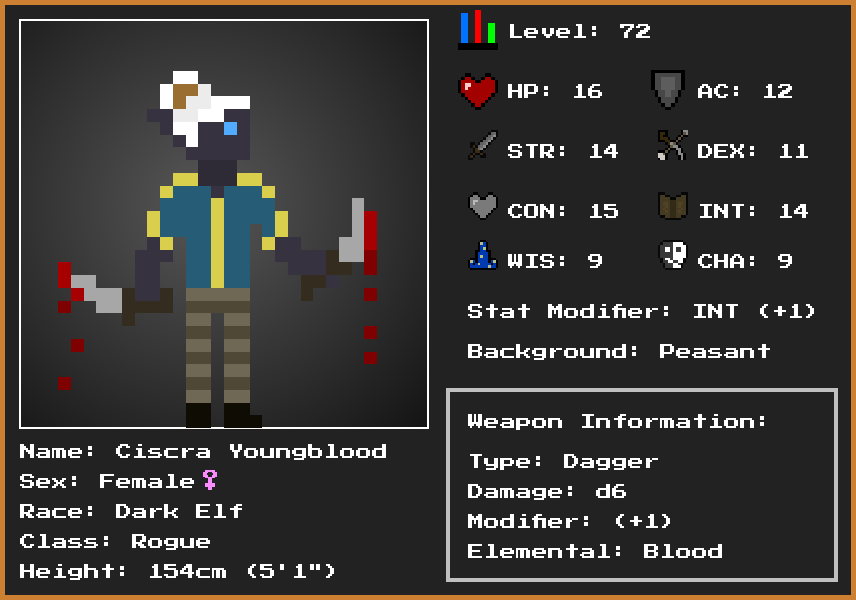 Level: 72
HP: 16
AC: 12
STR: 14
DEX: 11
CON: 15
INT: 14
WIS: 9
CHA: 9
Stat Modifier: INT (+1)
Background: Peasant
Weapon Information:
Type: Dagger
Damage: d6
Modifier: (+1)
Elemental: Blood
Name: Ciscra Youngblood
Sex: Female♀
Race: Dark Elf
Class: Rogue
Height: 154cm (5'1")